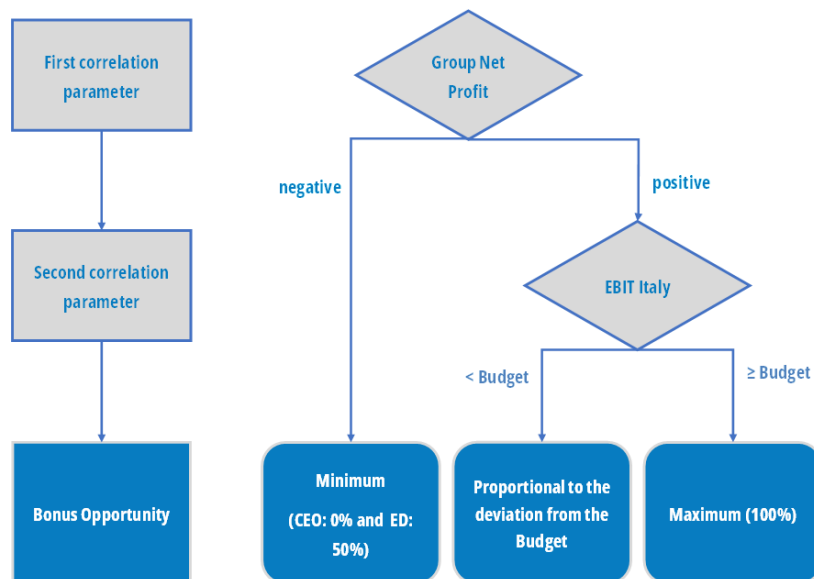 First correlation
parameter
Group Net
Profit
negative
positive
Second correlation
parameter
EBIT Italy
< Budget
≥ Budget
Bonus Opportunity
Minimum
(CEO: 0% and ED:
50%)
Proportional to the
deviation from the
Budget
Maximum (100%)